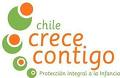 chile
crece
contigo
Protección Integral a la Infancia